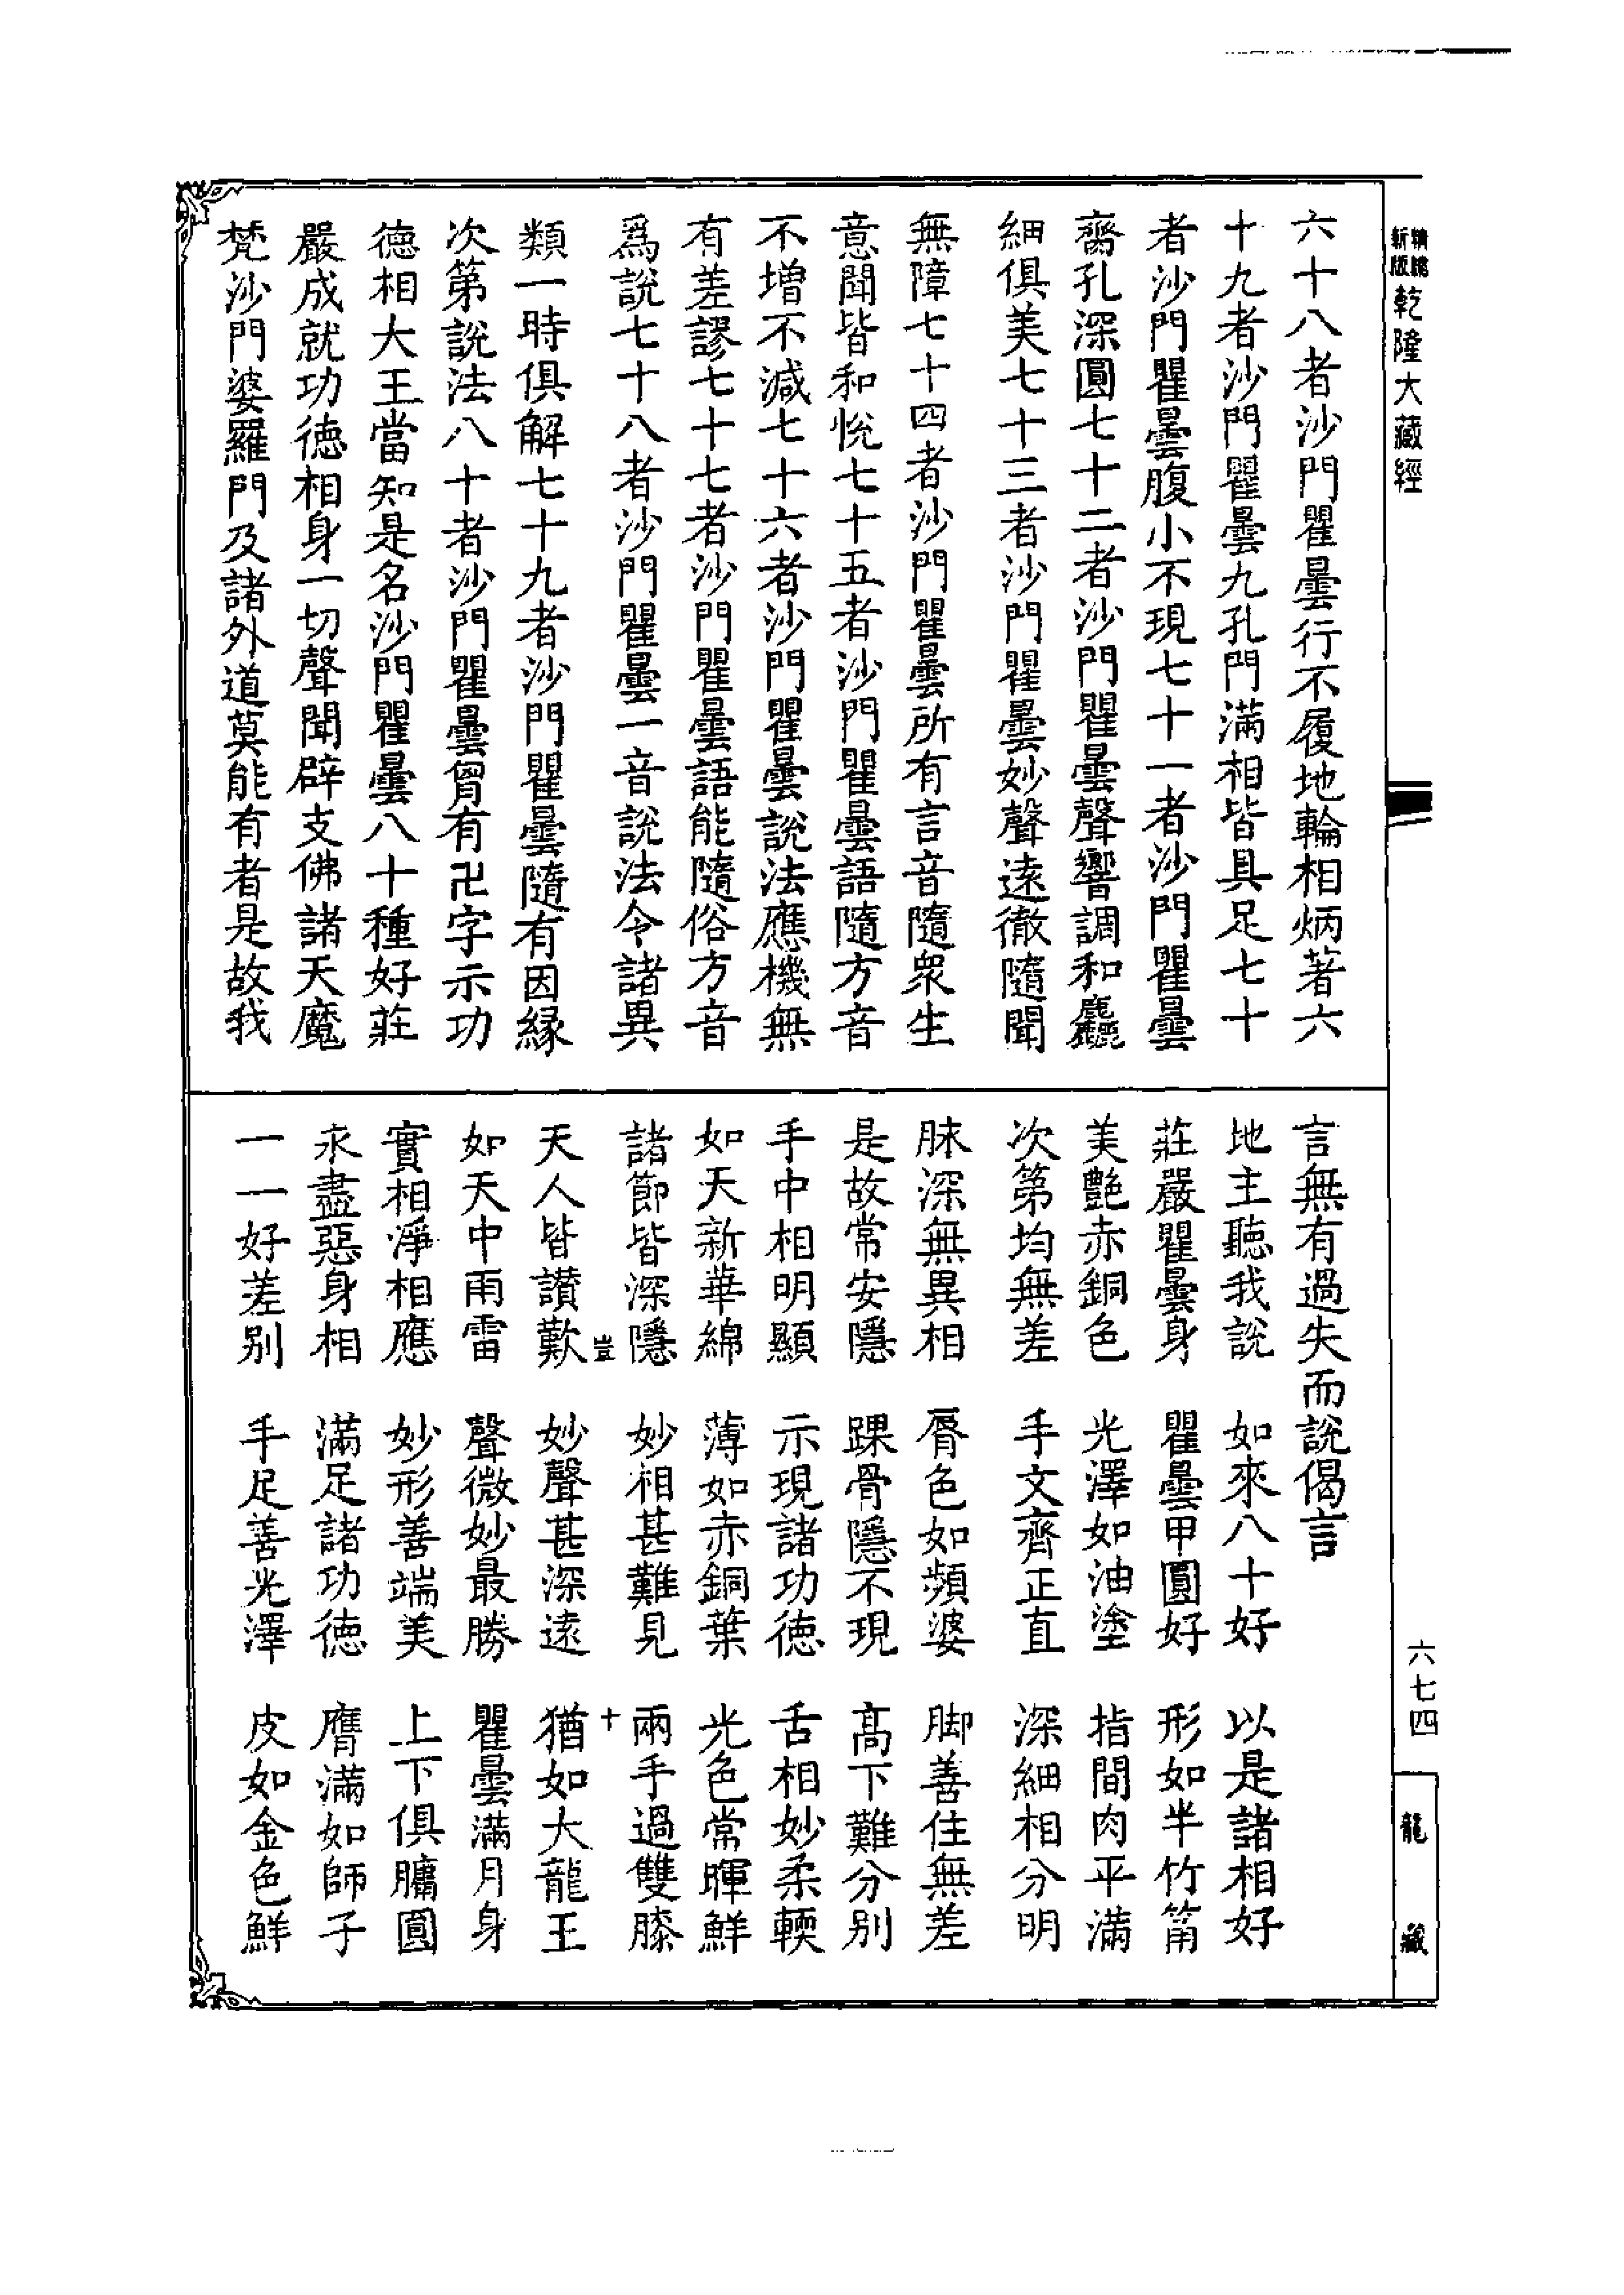 精縮新版乾隆大藏經
六七四
龍藏
六十八者沙門瞿曇行不履地輪相炳著六
十九者沙門瞿曇九孔門滿相皆具足七十
者沙門瞿曇腹小不現七十一者沙門瞿曇
齋孔深圓七十二者沙門瞿曇聲響調和麤
細俱美七十三者沙門瞿曇妙聲遠徹隨聞
無障七十四者沙門瞿曇所有言音隨衆生
意聞皆和悅七十五者沙門瞿曇語隨方音
不增不減七十六者沙門瞿曇說法應機無
有差謬七十七者沙門瞿曇語能隨俗方音
爲說七十八者沙門瞿曇一音說法令諸異
類一時俱解七十九者沙門瞿曇隨有因緣
次第說法八十者沙門瞿曇胷有卍字示功
德相大王當知是名沙門瞿曇八十種好莊
嚴成就功德相身一切聲聞辟支佛諸天魔
梵沙門婆羅門及諸外道莫能有者是故我
言無有過失而說偈言
地主聽我說 如來八十好 以是諸相好
莊嚴瞿曇身 瞿曇甲圓好 形如半竹筩
美艷赤銅色 光澤如油塗 指間肉平滿
次第均無差 手文齊正直 深細相分明
脉深無異相 脣色如頻婆 脚善住無差
是故常安隱 踝骨隱不現 髙下難分別
手中相明顯 示現諸功德 舌相妙柔輭
如天新華綿 薄如赤銅葉 光色常暉鮮
諸節皆深隱 妙相甚難見 兩手過雙膝
豈 十
天人皆讚歎 妙聲甚深遠 猶如大龍王
如天中雨雷 聲微妙最勝 瞿曇滿月身
實相淨相應 妙形善端美 上下俱𦟛圓
永盡惡身相 滿足諸功德 膺滿如師子
一一好差別 手足善光澤 皮如金色鮮